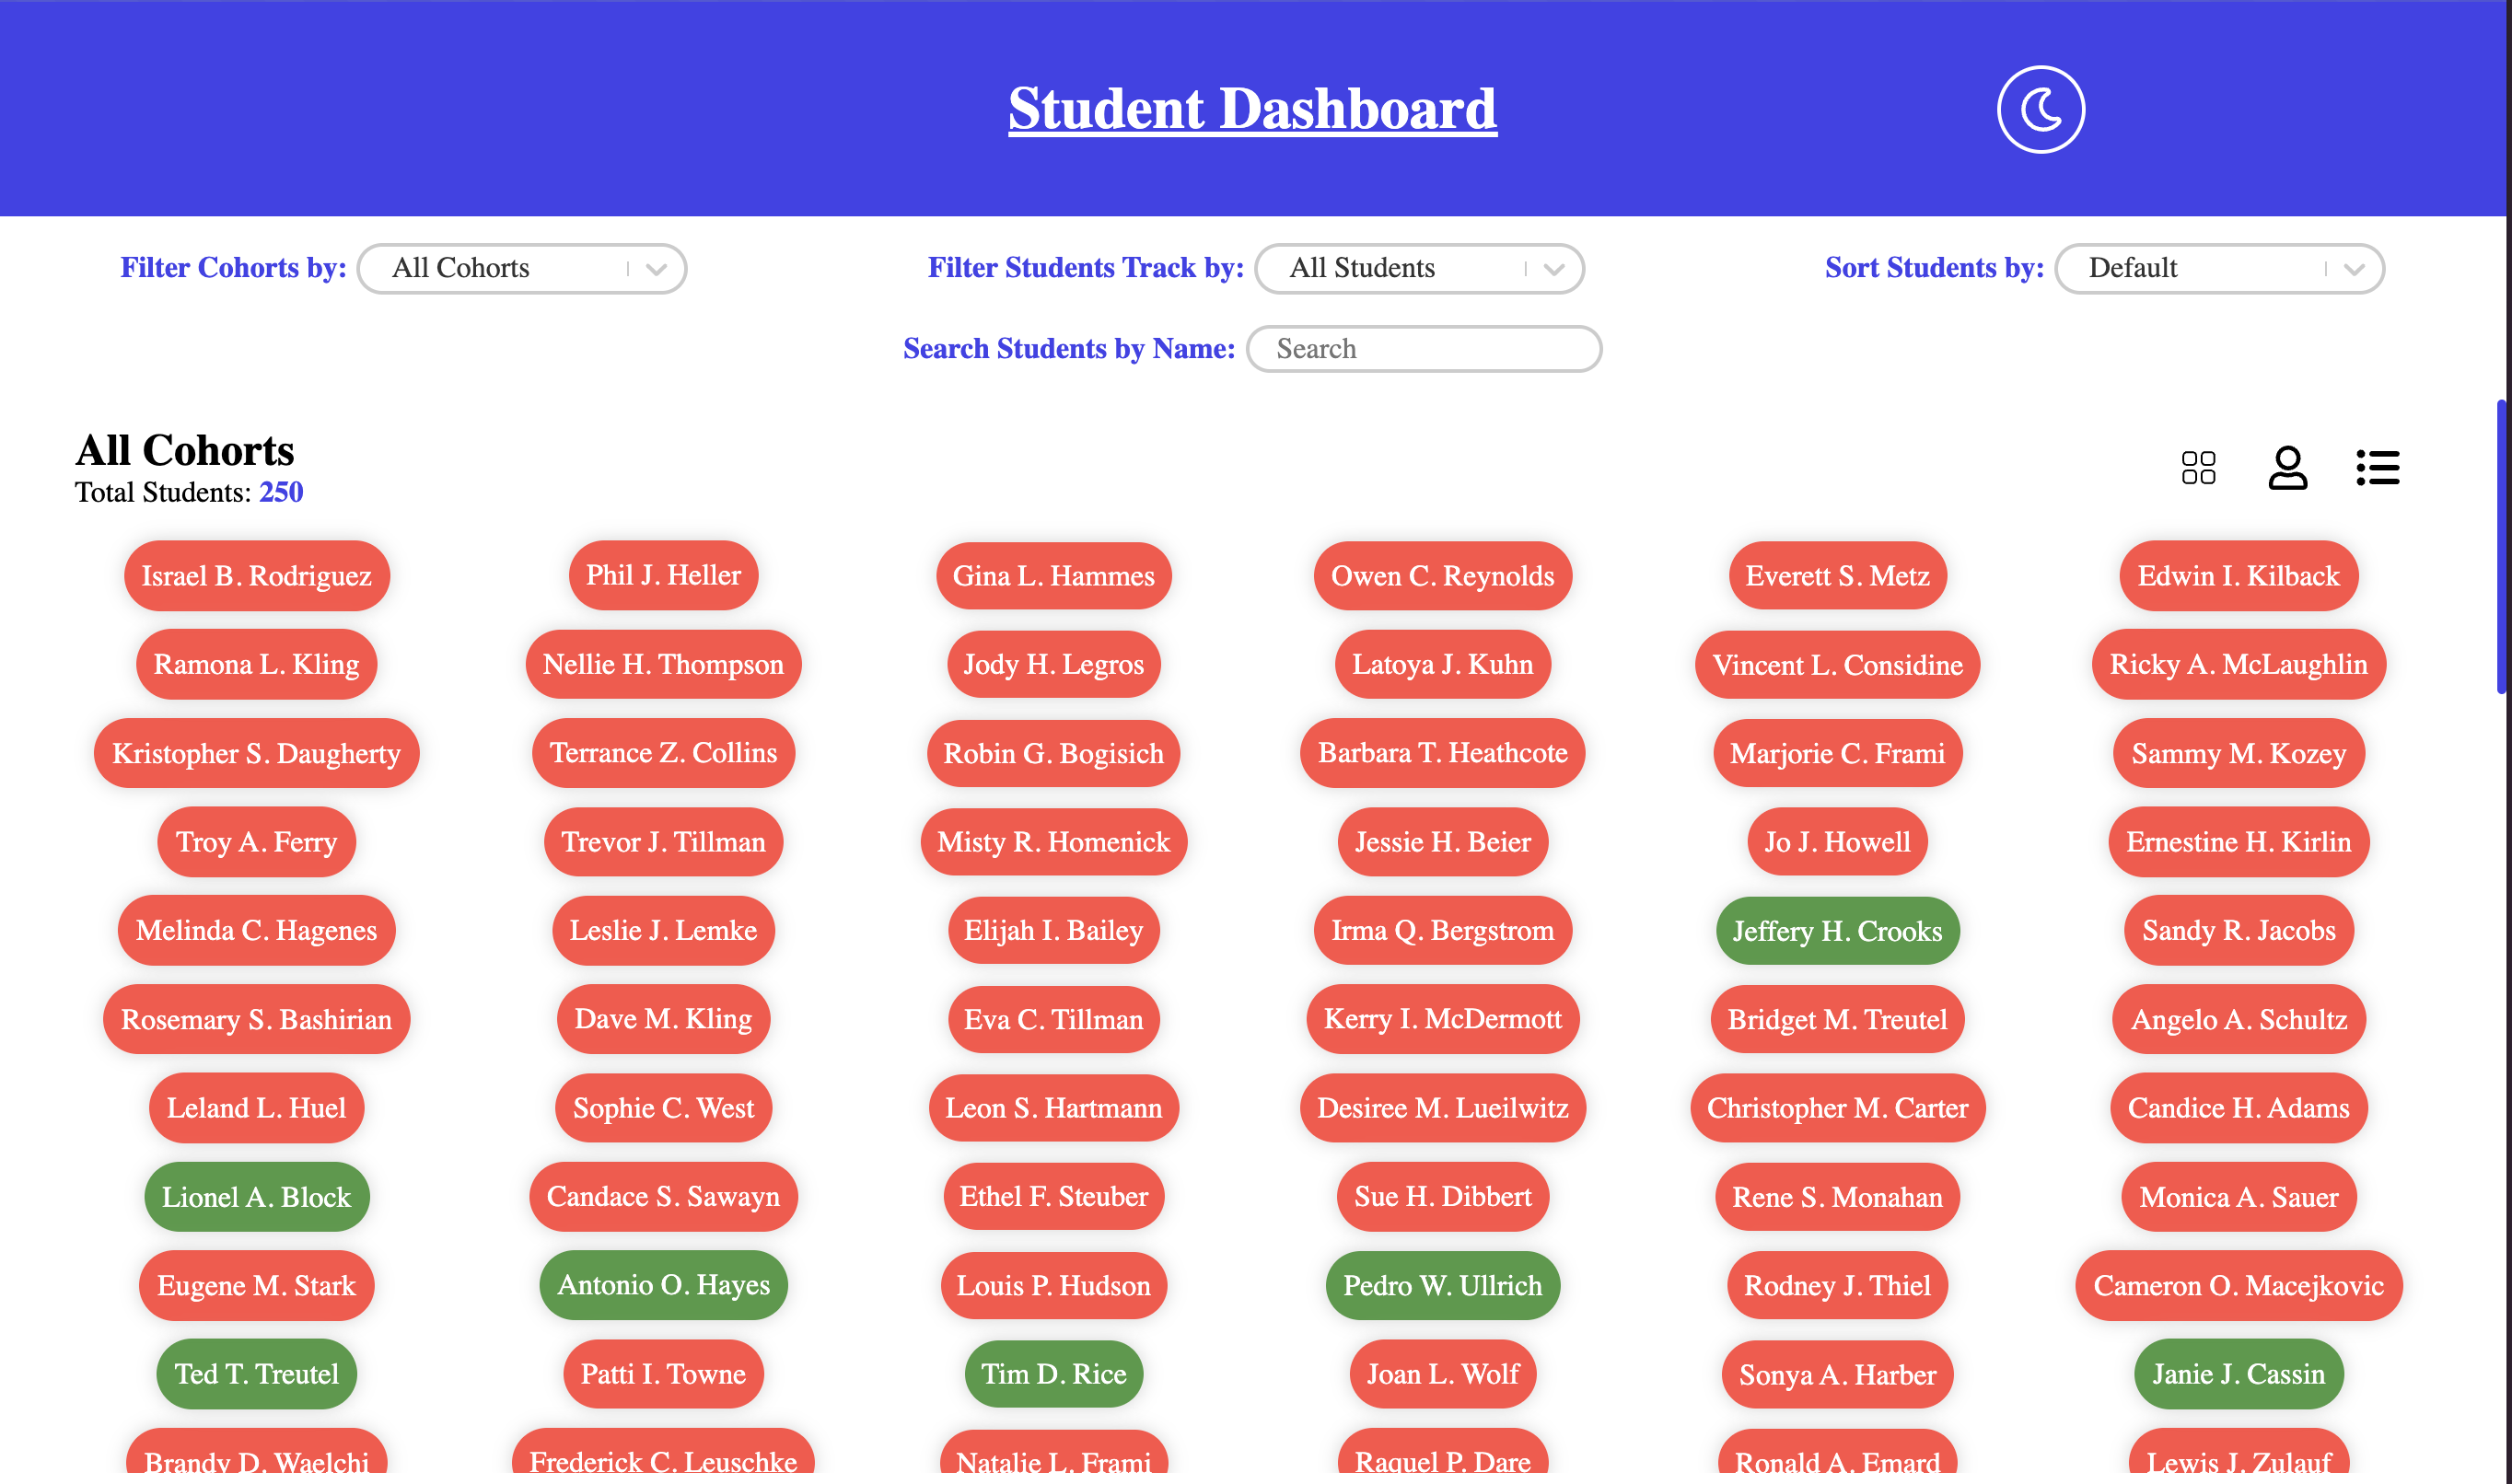 Student Dashboard
Filter Cohorts by: All Cohorts Filter Students Track by: All Students Sort Students by: Default
Search Students by Name: Search
All Cohorts
Total Students: 250
Israel B. Rodriguez Phil J. Heller Gina L. Hammes Owen C. Reynolds Everett S. Metz Edwin I. Kilback
Ramona L. Kling Nellie H. Thompson Jody H. Legros Latoya J. Kuhn Vincent L. Considine Ricky A. McLaughlin
Kristopher S. Daugherty Terrance Z. Collins Robin G. Bogisich Barbara T. Heathcote Marjorie C. Frami Sammy M. Kozey
Troy A. Ferry Trevor J. Tillman Misty R. Homenick Jessie H. Beier Jo J. Howell Ernestine H. Kirlin
Melinda C. Hagenes Leslie J. Lemke Elijah I. Bailey Irma Q. Bergstrom Jeffery H. Crooks Sandy R. Jacobs
Rosemary S. Bashirian Dave M. Kling Eva C. Tillman Kerry I. McDermott Bridget M. Treutel Angelo A. Schultz
Leland L. Huel Sophie C. West Leon S. Hartmann Desiree M. Lueilwitz Christopher M. Carter Candice H. Adams
Lionel A. Block Candace S. Sawayn Ethel F. Steuber Sue H. Dibbert Rene S. Monahan Monica A. Sauer
Eugene M. Stark Antonio O. Hayes Louis P. Hudson Pedro W. Ullrich Rodney J. Thiel Cameron O. Macejkovic
Ted T. Treutel Patti I. Towne Tim D. Rice Joan L. Wolf Sonya A. Harber Janie J. Cassin
Brandy D. Waelchi Frederick C. Leuschke Natalie L. Frami Raquel P. Dare Ronald A. Emard Lewis J. Zulauf